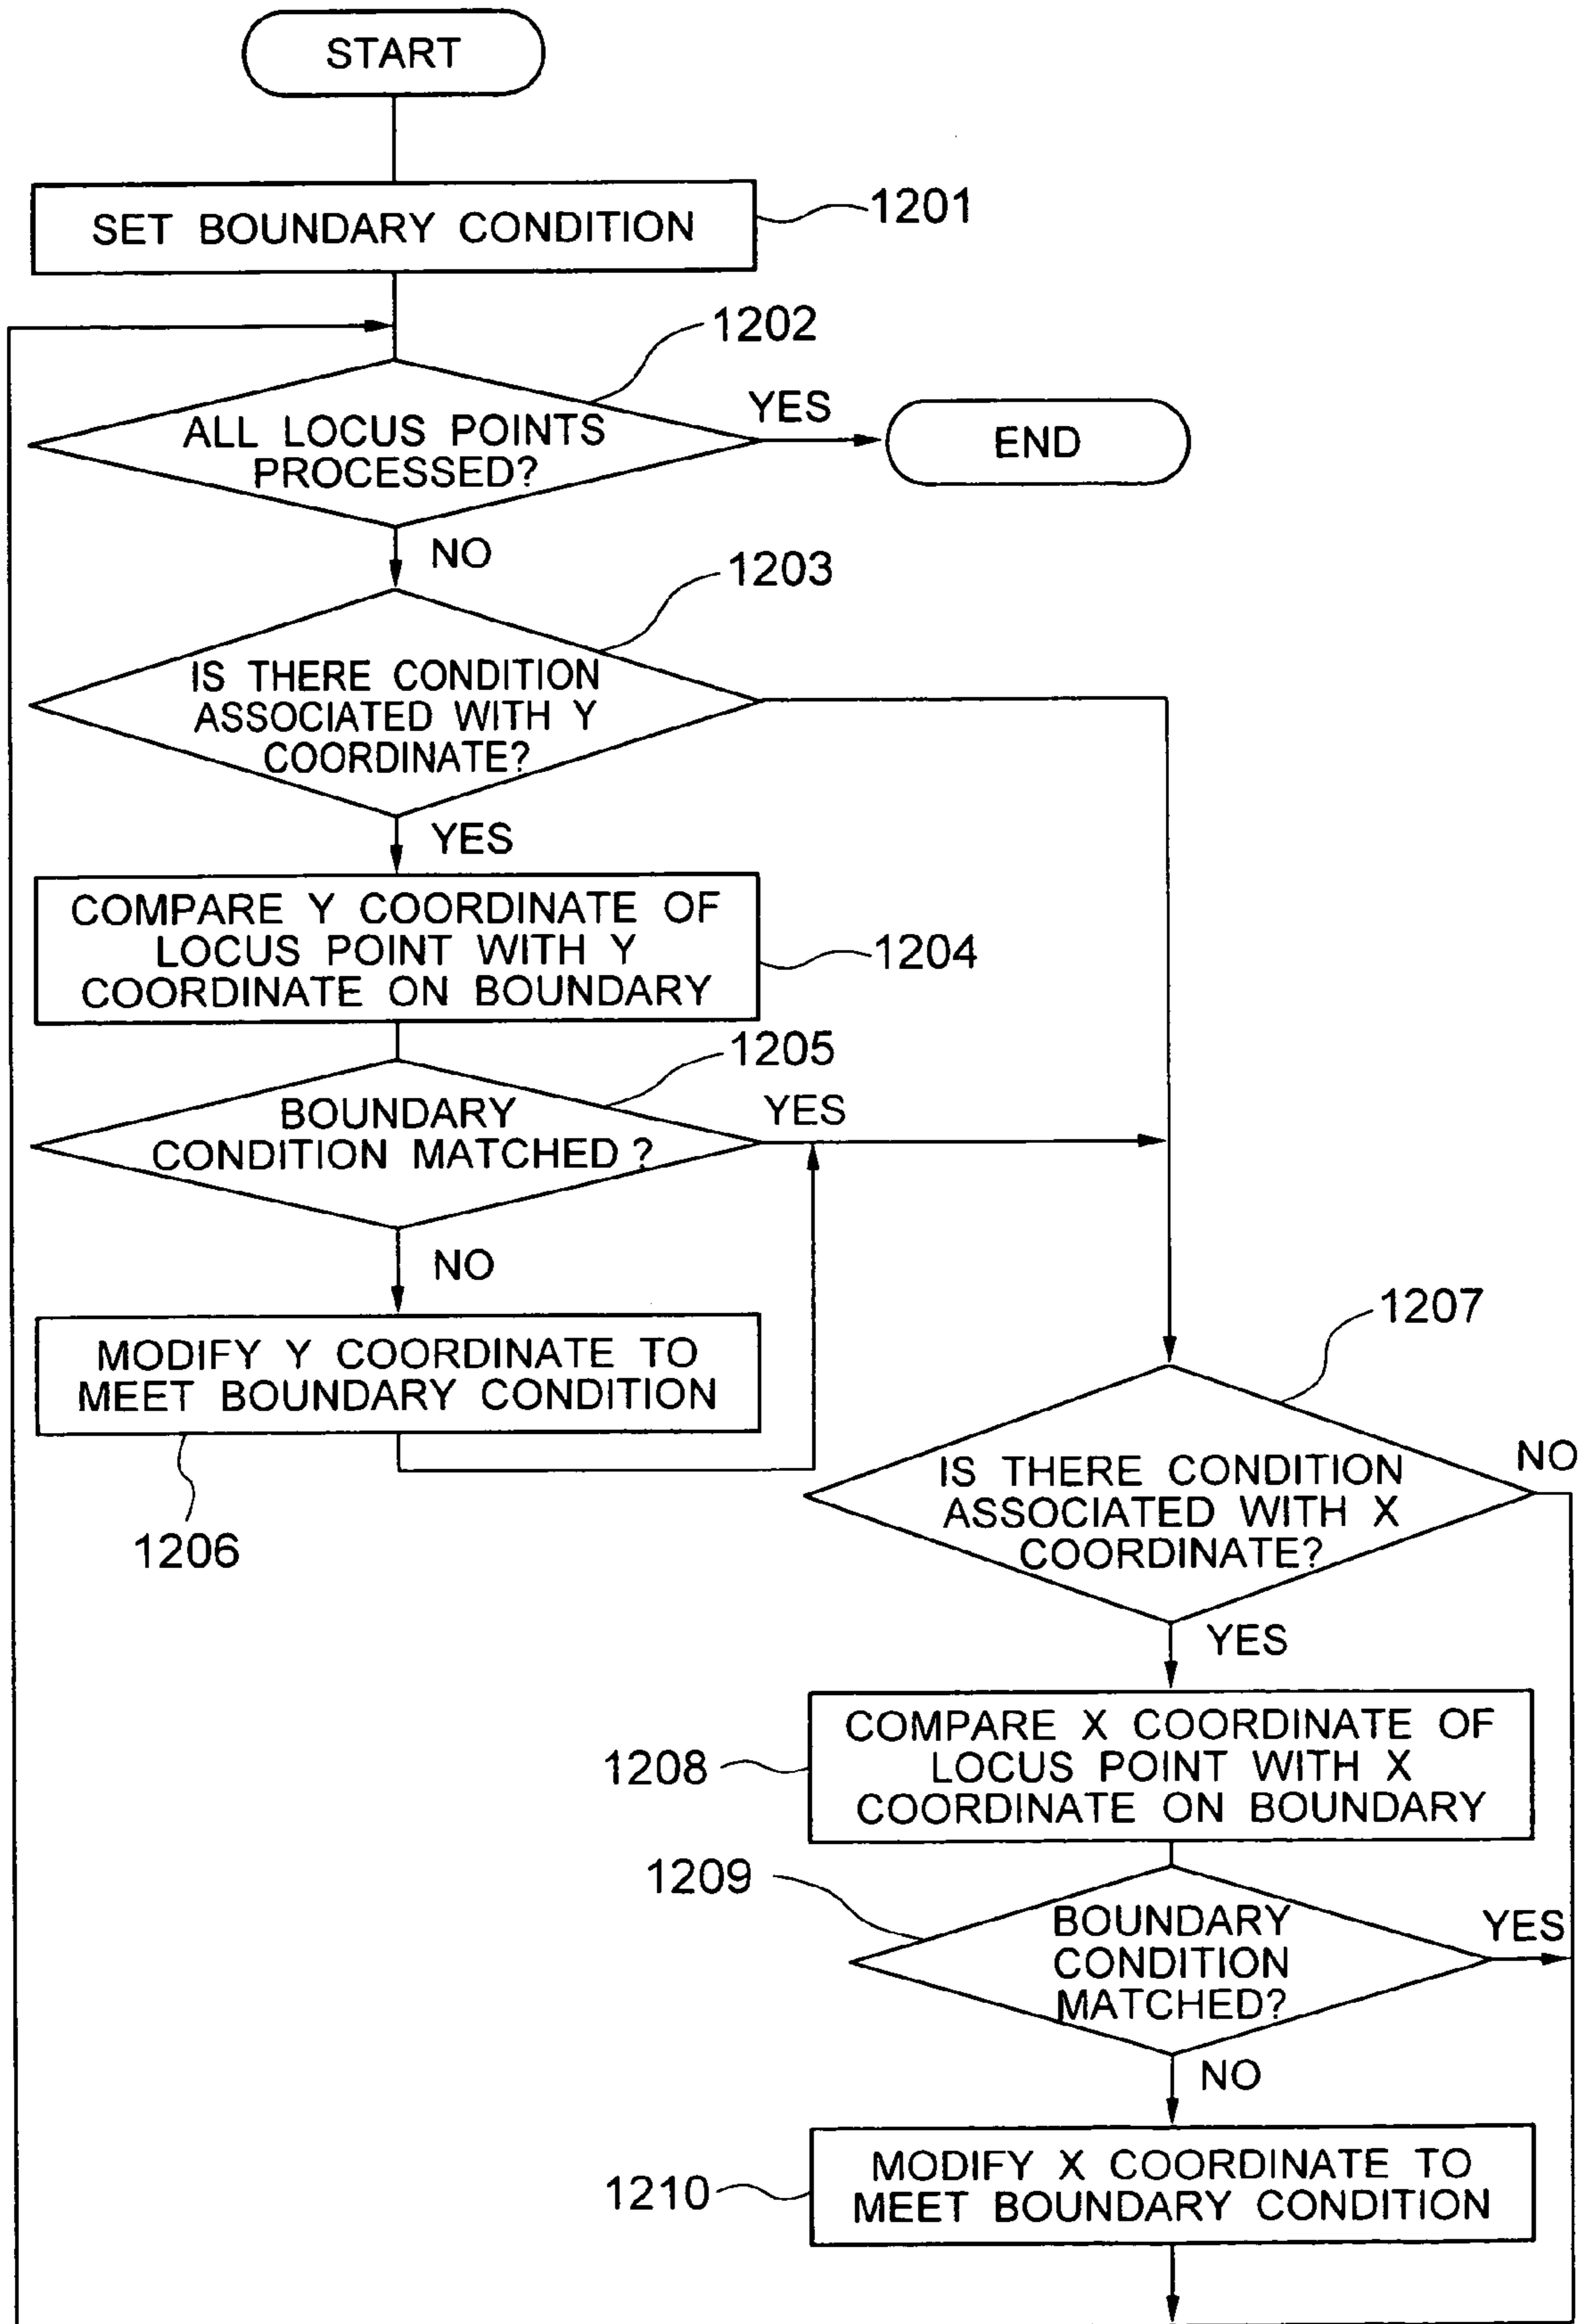 START
SET BOUNDARY CONDITION
1201
1202
ALL LOCUS POINTS
PROCESSED?
YES
END
NO
1203
IS THERE CONDITION
ASSOCIATED WITH Y
COORDINATE?
YES
COMPARE Y COORDINATE OF
LOCUS POINT WITH Y
COORDINATE ON BOUNDARY
1204
1205
BOUNDARY
CONDITION MATCHED ?
YES
NO
MODIFY Y COORDINATE TO
MEET BOUNDARY CONDITION
1206
1207
IS THERE CONDITION
ASSOCIATED WITH X
COORDINATE?
NO
YES
COMPARE X COORDINATE OF
LOCUS POINT WITH X
COORDINATE ON BOUNDARY
1208
1209
BOUNDARY
CONDITION
MATCHED?
YES
NO
MODIFY X COORDINATE TO
MEET BOUNDARY CONDITION
1210